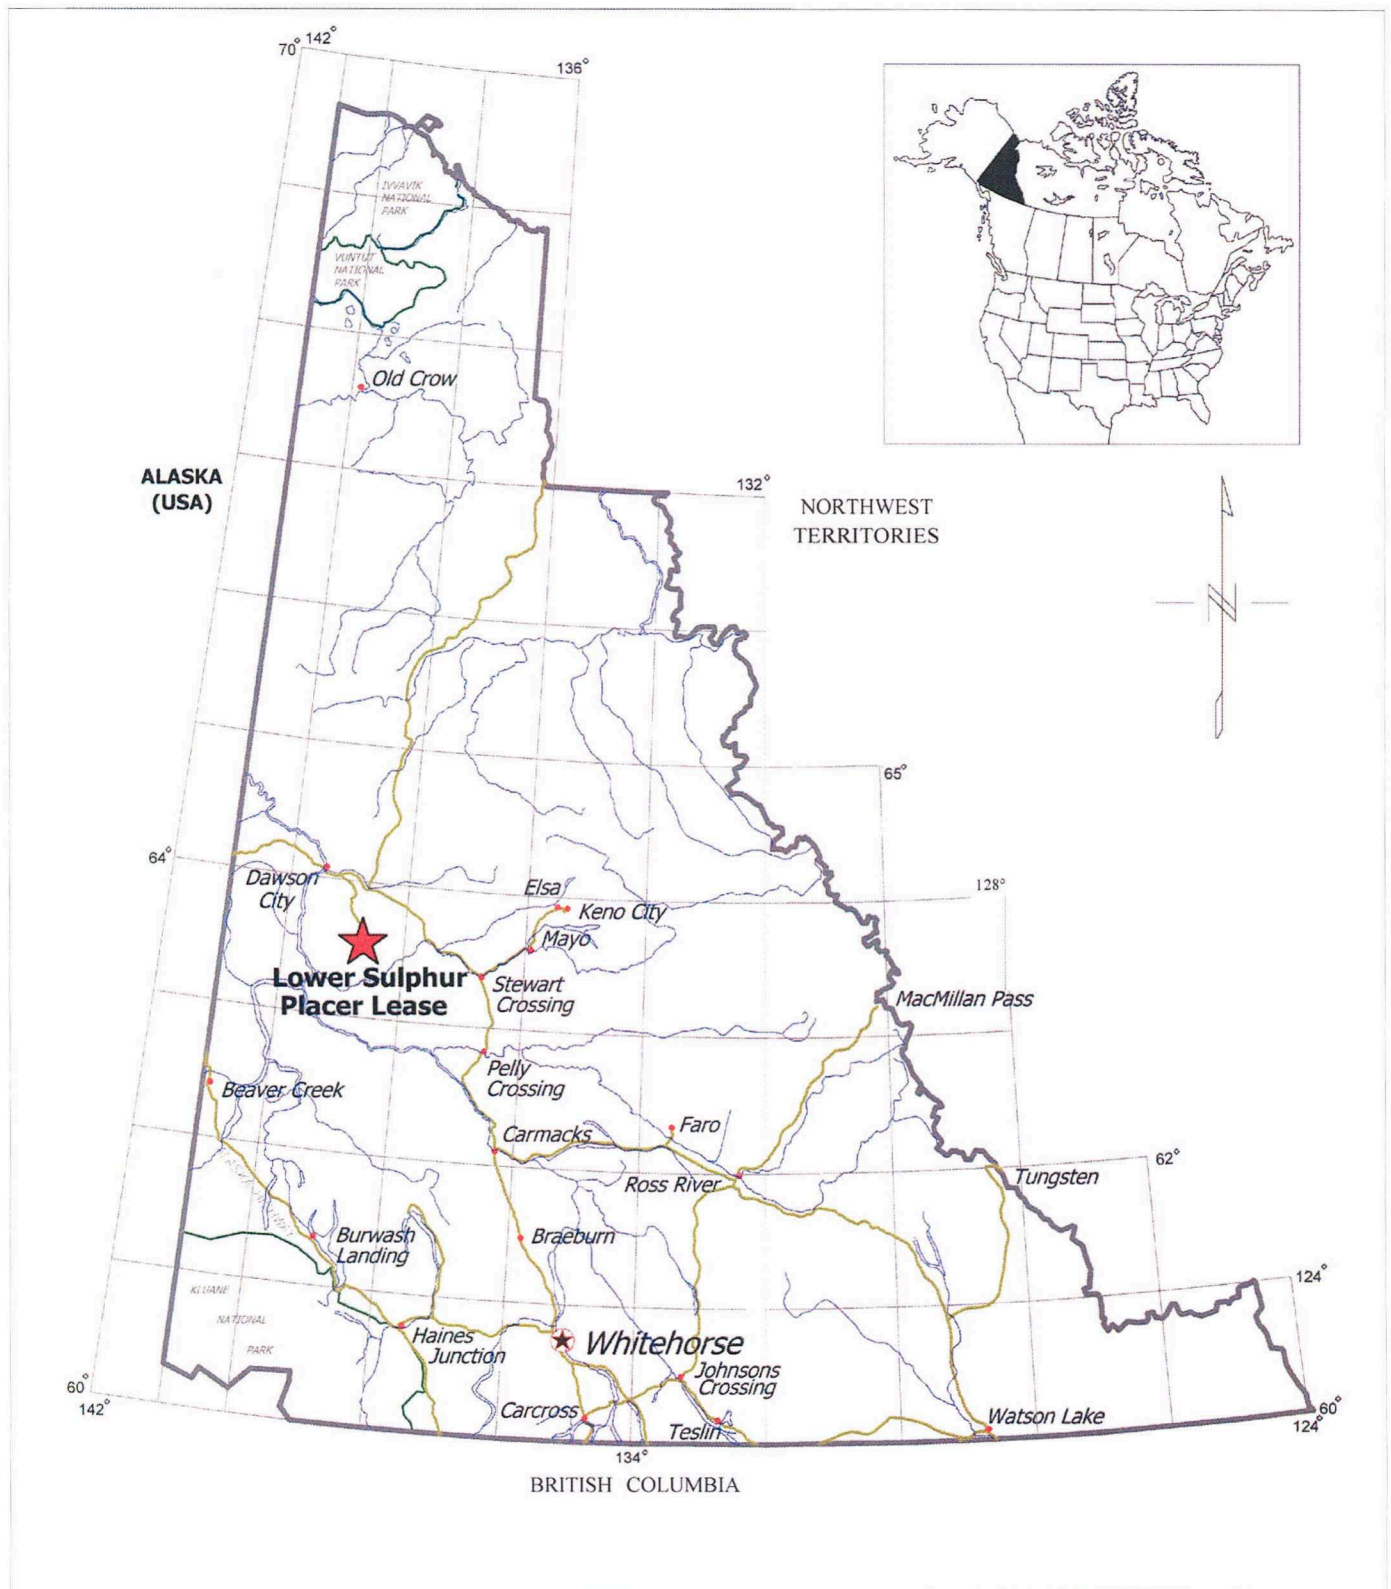 70° 142°
136°
IVVAVIK
NATIONAL
PARK
VUNTUT
NATIONAL
PARK
Old Crow
ALASKA
(USA)
132°
NORTHWEST
TERRITORIES
N
65°
64°
Dawson
City
Elsa
Keno City
128°
Mayo
Lower Sulphur
Placer Lease
Stewart
Crossing
MacMillan Pass
Pelly
Crossing
Beaver Creek
Carmacks
Faro
62°
Ross River
Tungsten
Burwash
Landing
Braeburn
KLUANE
NATIONAL
PARK
124°
Haines
Junction
Whitehorse
Johnsons
Crossing
60°
142°
Carcross
Teslin
Watson Lake
60°
124°
134°
BRITISH COLUMBIA